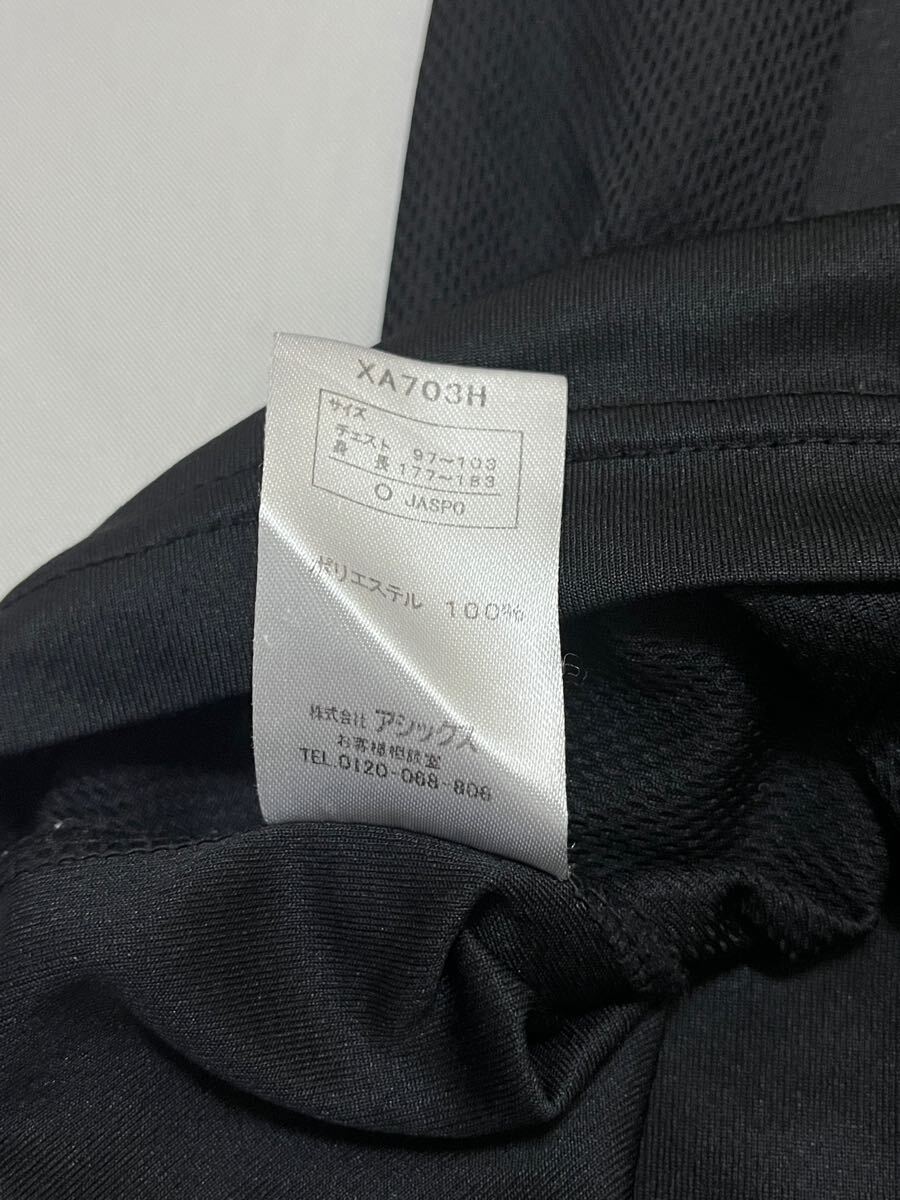 XA703H
サイズ
チェスト 97~103
身 長 177~183
O JASPO
ポリエステル 100%
株式会社 アシックス
お客様相談室
TEL 0120-068-806